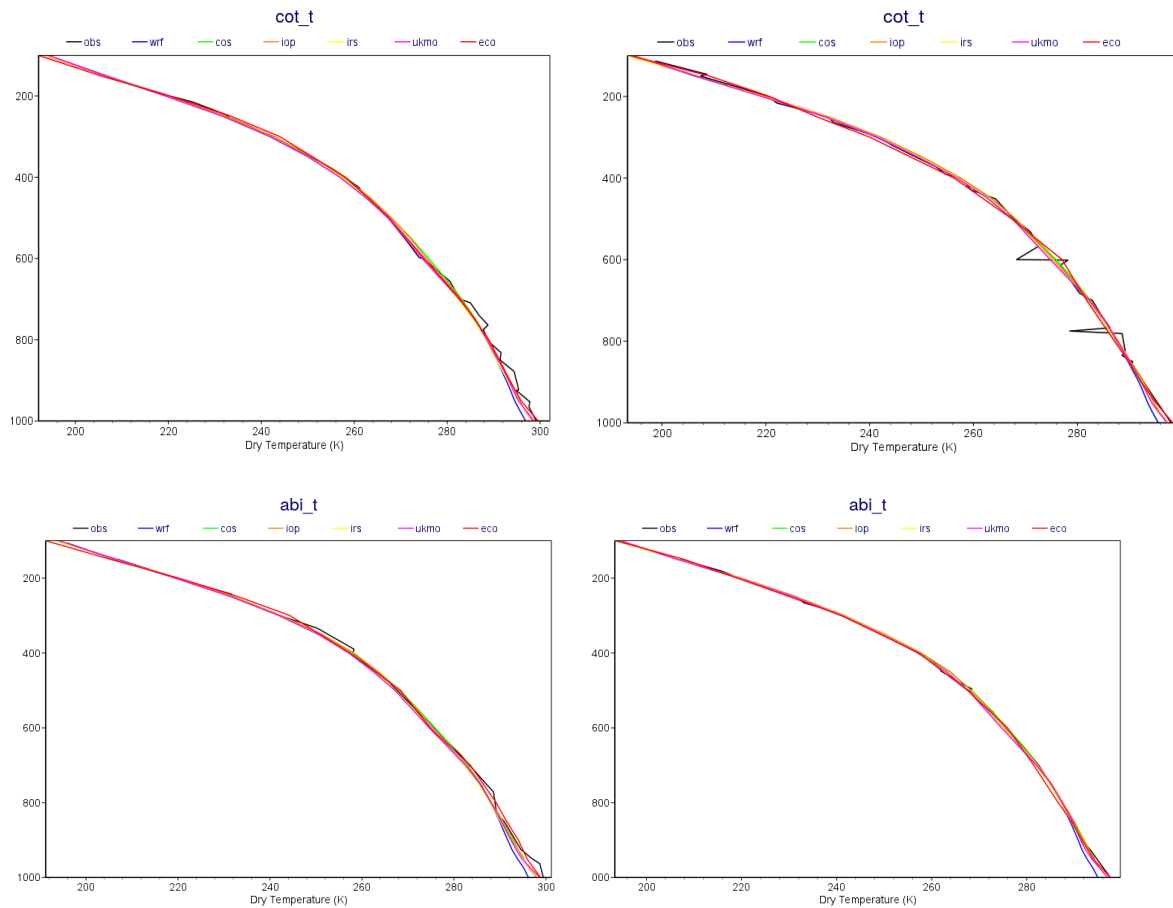 cot_t
obs wrf cos iop irs ukmo eco
200
400
600
800
1000
200 220 240 260 280 300
Dry Temperature (K)
cot_t
obs wrf cos iop irs ukmo eco
200
400
600
800
1000
200 220 240 260 280
Dry Temperature (K)
abi_t
obs wrf cos iop irs ukmo eco
200
400
600
800
1000
200 220 240 260 280 300
Dry Temperature (K)
abi_t
obs wrf cos iop irs ukmo eco
200
400
600
800
000
200 220 240 260 280
Dry Temperature (K)